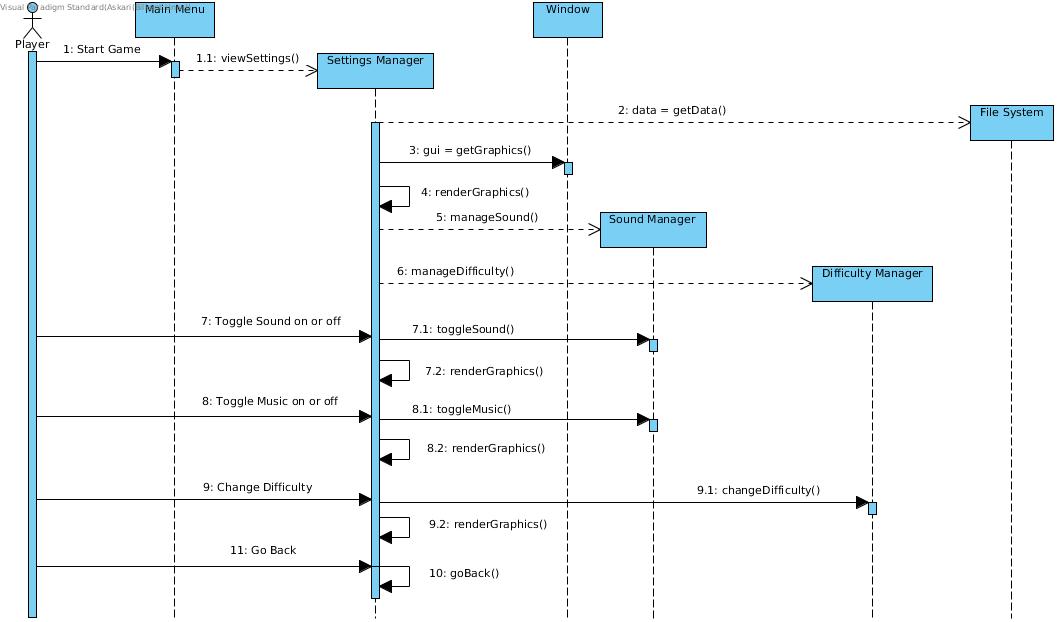 Visual Paradigm Standard(Askari(
Main Menu
Window
Player
1: Start Game
1.1: viewSettings()
Settings Manager
2: data = getData()
File System
3: gui = getGraphics()
4: renderGraphics()
5: manageSound()
Sound Manager
6: manageDifficulty()
Difficulty Manager
7: Toggle Sound on or off
7.1: toggleSound()
7.2: renderGraphics()
8: Toggle Music on or off
8.1: toggleMusic()
8.2: renderGraphics()
9: Change Difficulty
9.1: changeDifficulty()
9.2: renderGraphics()
11: Go Back
10: goBack()